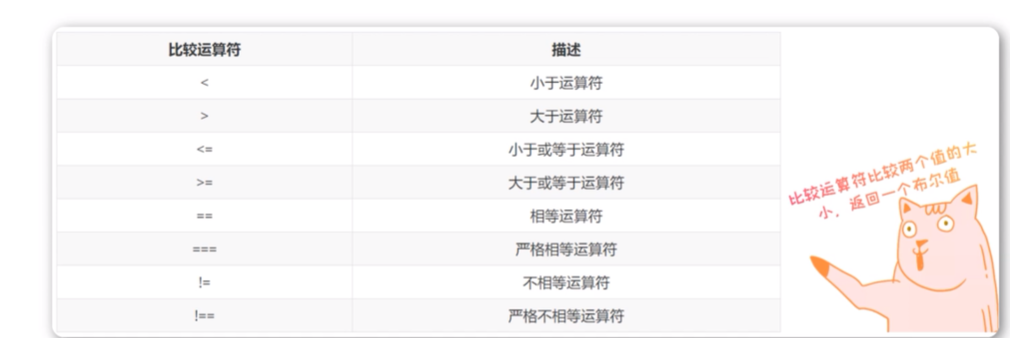 比较运算符 描述
< 小于运算符
> 大于运算符
<= 小于或等于运算符
>= 大于或等于运算符
== 相等运算符
=== 严格相等运算符
!= 不相等运算符
!== 严格不相等运算符
比较运算符比较两个值的大
小，返回一个布尔值